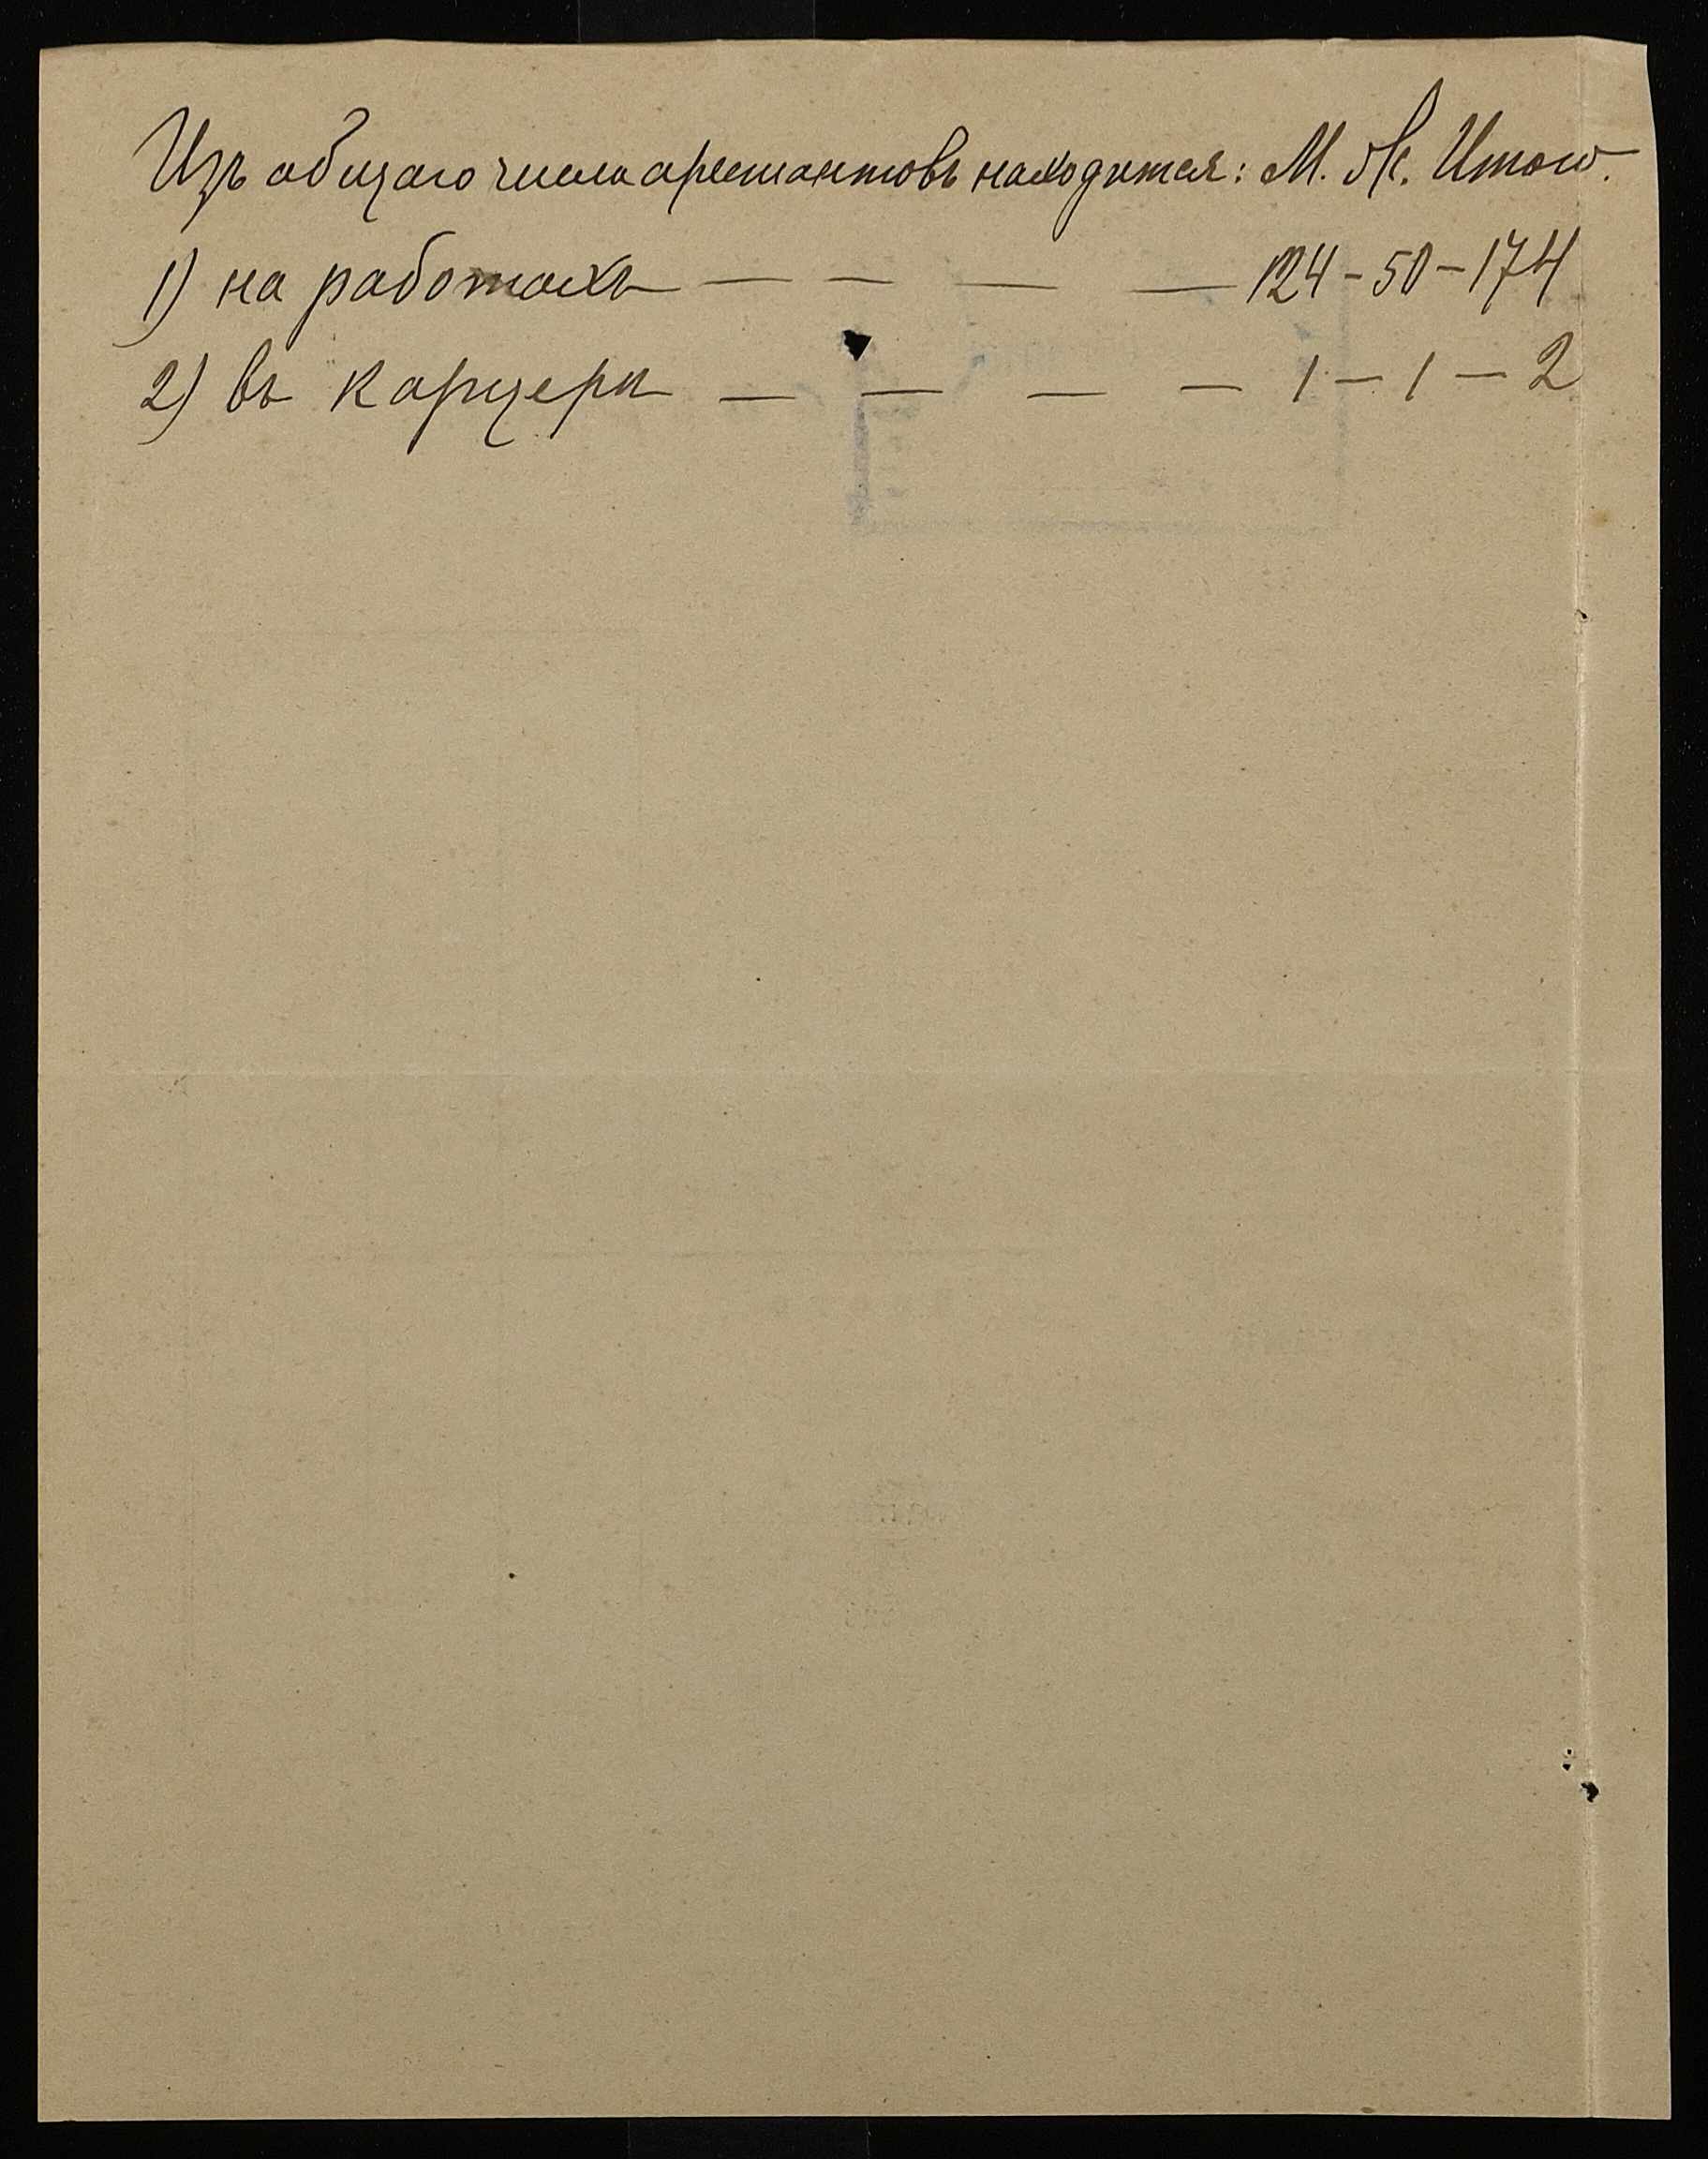 Изъ общаго числа арестантовъ находится: М. Ж. Итого.
1) на работахъ — — — — 124 - 50 - 174
2) въ карцерѣ — — — — 1 - 1 - 2